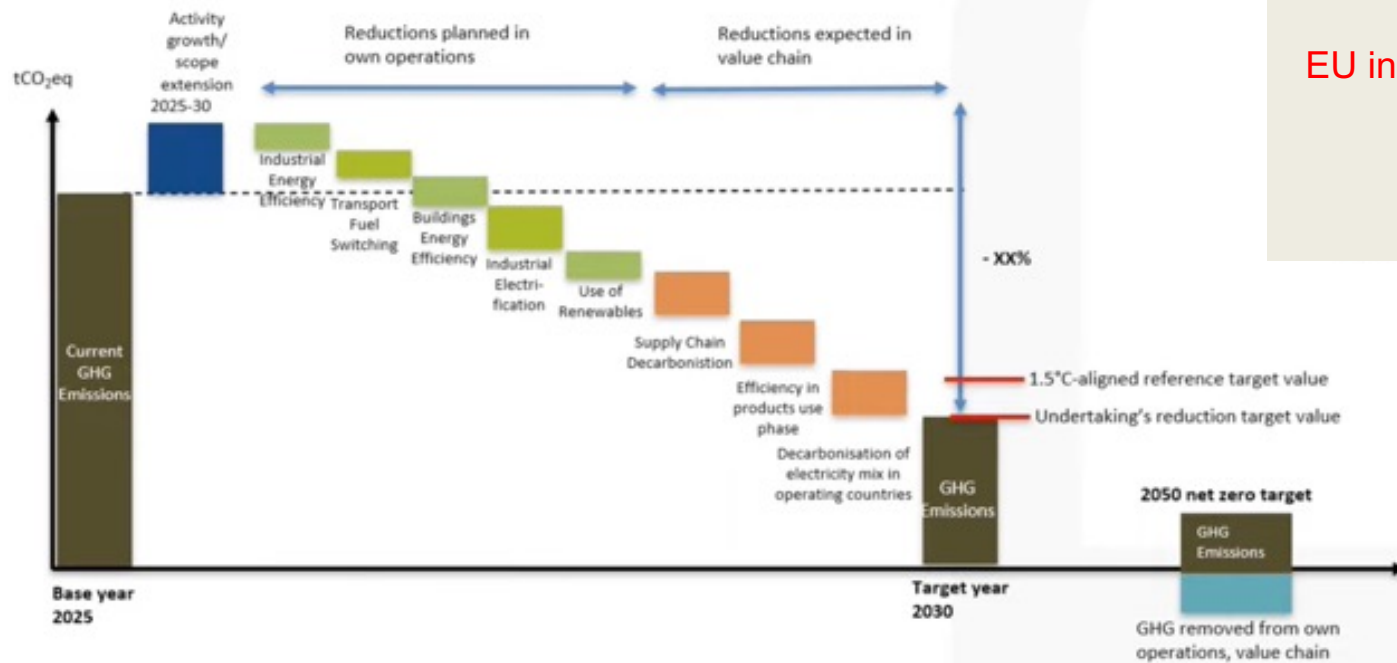 Activity
growth/
scope
extension
2025-30
Reductions planned in
own operations
Reductions expected in
value chain
EU in
tCO₂eq
Industrial
Energy
Efficiency
Transport
Fuel
Switching
Buildings
Energy
Efficiency
Industrial
Electri-
fication
Use of
Renewables
Supply Chain
Decarbonistion
Efficiency in
products use
phase
Decarbonisation of
electricity mix in
operating countries
- XX%
1.5°C-aligned reference target value
Undertaking's reduction target value
Current
GHG
Emissions
GHG
Emissions
2050 net zero target
GHG
Emissions
Base year
2025
Target year
2030
GHG removed from own
operations, value chain